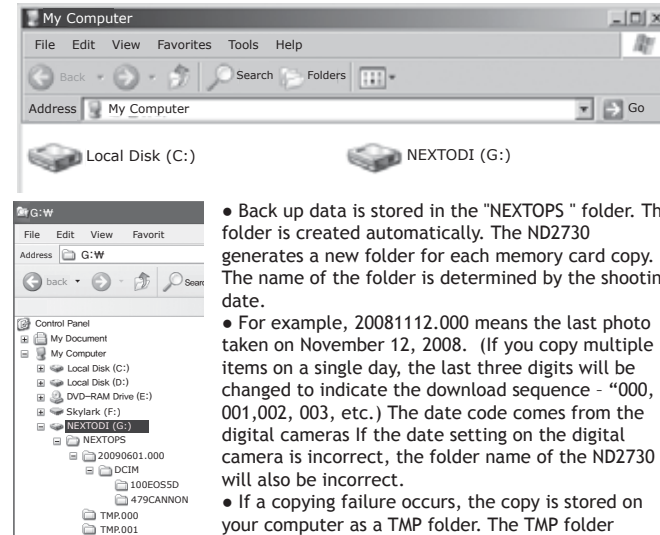 My Computer
File Edit View Favorites Tools Help
Back Search Folders
Address My Computer Go
Local Disk (C:) NEXTODI (G:)
G:₩
File Edit View Favorit
Address G:₩
back Searc
Control Panel
My Document
My Computer
Local Disk (C:)
Local Disk (D:)
DVD-RAM Drive (E:)
Skylark (F:)
NEXTODI (G:)
NEXTOPS
20090601.000
DCIM
100EOS5D
479CANNON
TMP.000
TMP.001
● Back up data is stored in the "NEXTOPS " folder. Th
folder is created automatically. The ND2730
generates a new folder for each memory card copy.
The name of the folder is determined by the shootin
date.
● For example, 20081112.000 means the last photo
taken on November 12, 2008. (If you copy multiple
items on a single day, the last three digits will be
changed to indicate the download sequence – “000,
001,002, 003, etc.) The date code comes from the
digital cameras If the date setting on the digital
camera is incorrect, the folder name of the ND2730
will also be incorrect.
● If a copying failure occurs, the copy is stored on
your computer as a TMP folder. The TMP folder